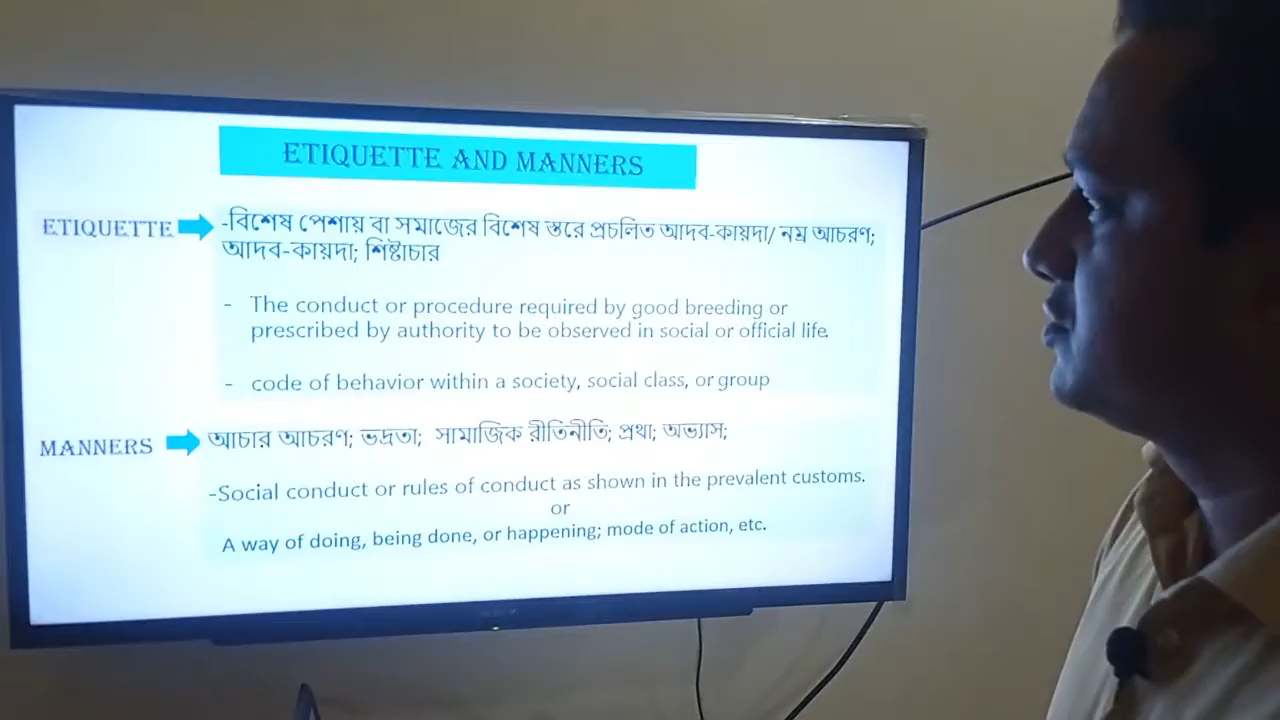 ETIQUETTE AND MANNERS
ETIQUETTE
-বিশেষ পেশায় বা সমাজের বিশেষ স্তরে প্রচলিত আদব-কায়দা/ নম্র আচরণ;
আদব-কায়দা; শিষ্টাচার
- The conduct or procedure required by good breeding or
prescribed by authority to be observed in social or official life.
- code of behavior within a society, social class, or group
MANNERS
আচার আচরণ; ভদ্রতা; সামাজিক রীতিনীতি; প্রথা; অভ্যাস;
-Social conduct or rules of conduct as shown in the prevalent customs.
or
A way of doing, being done, or happening; mode of action, etc.